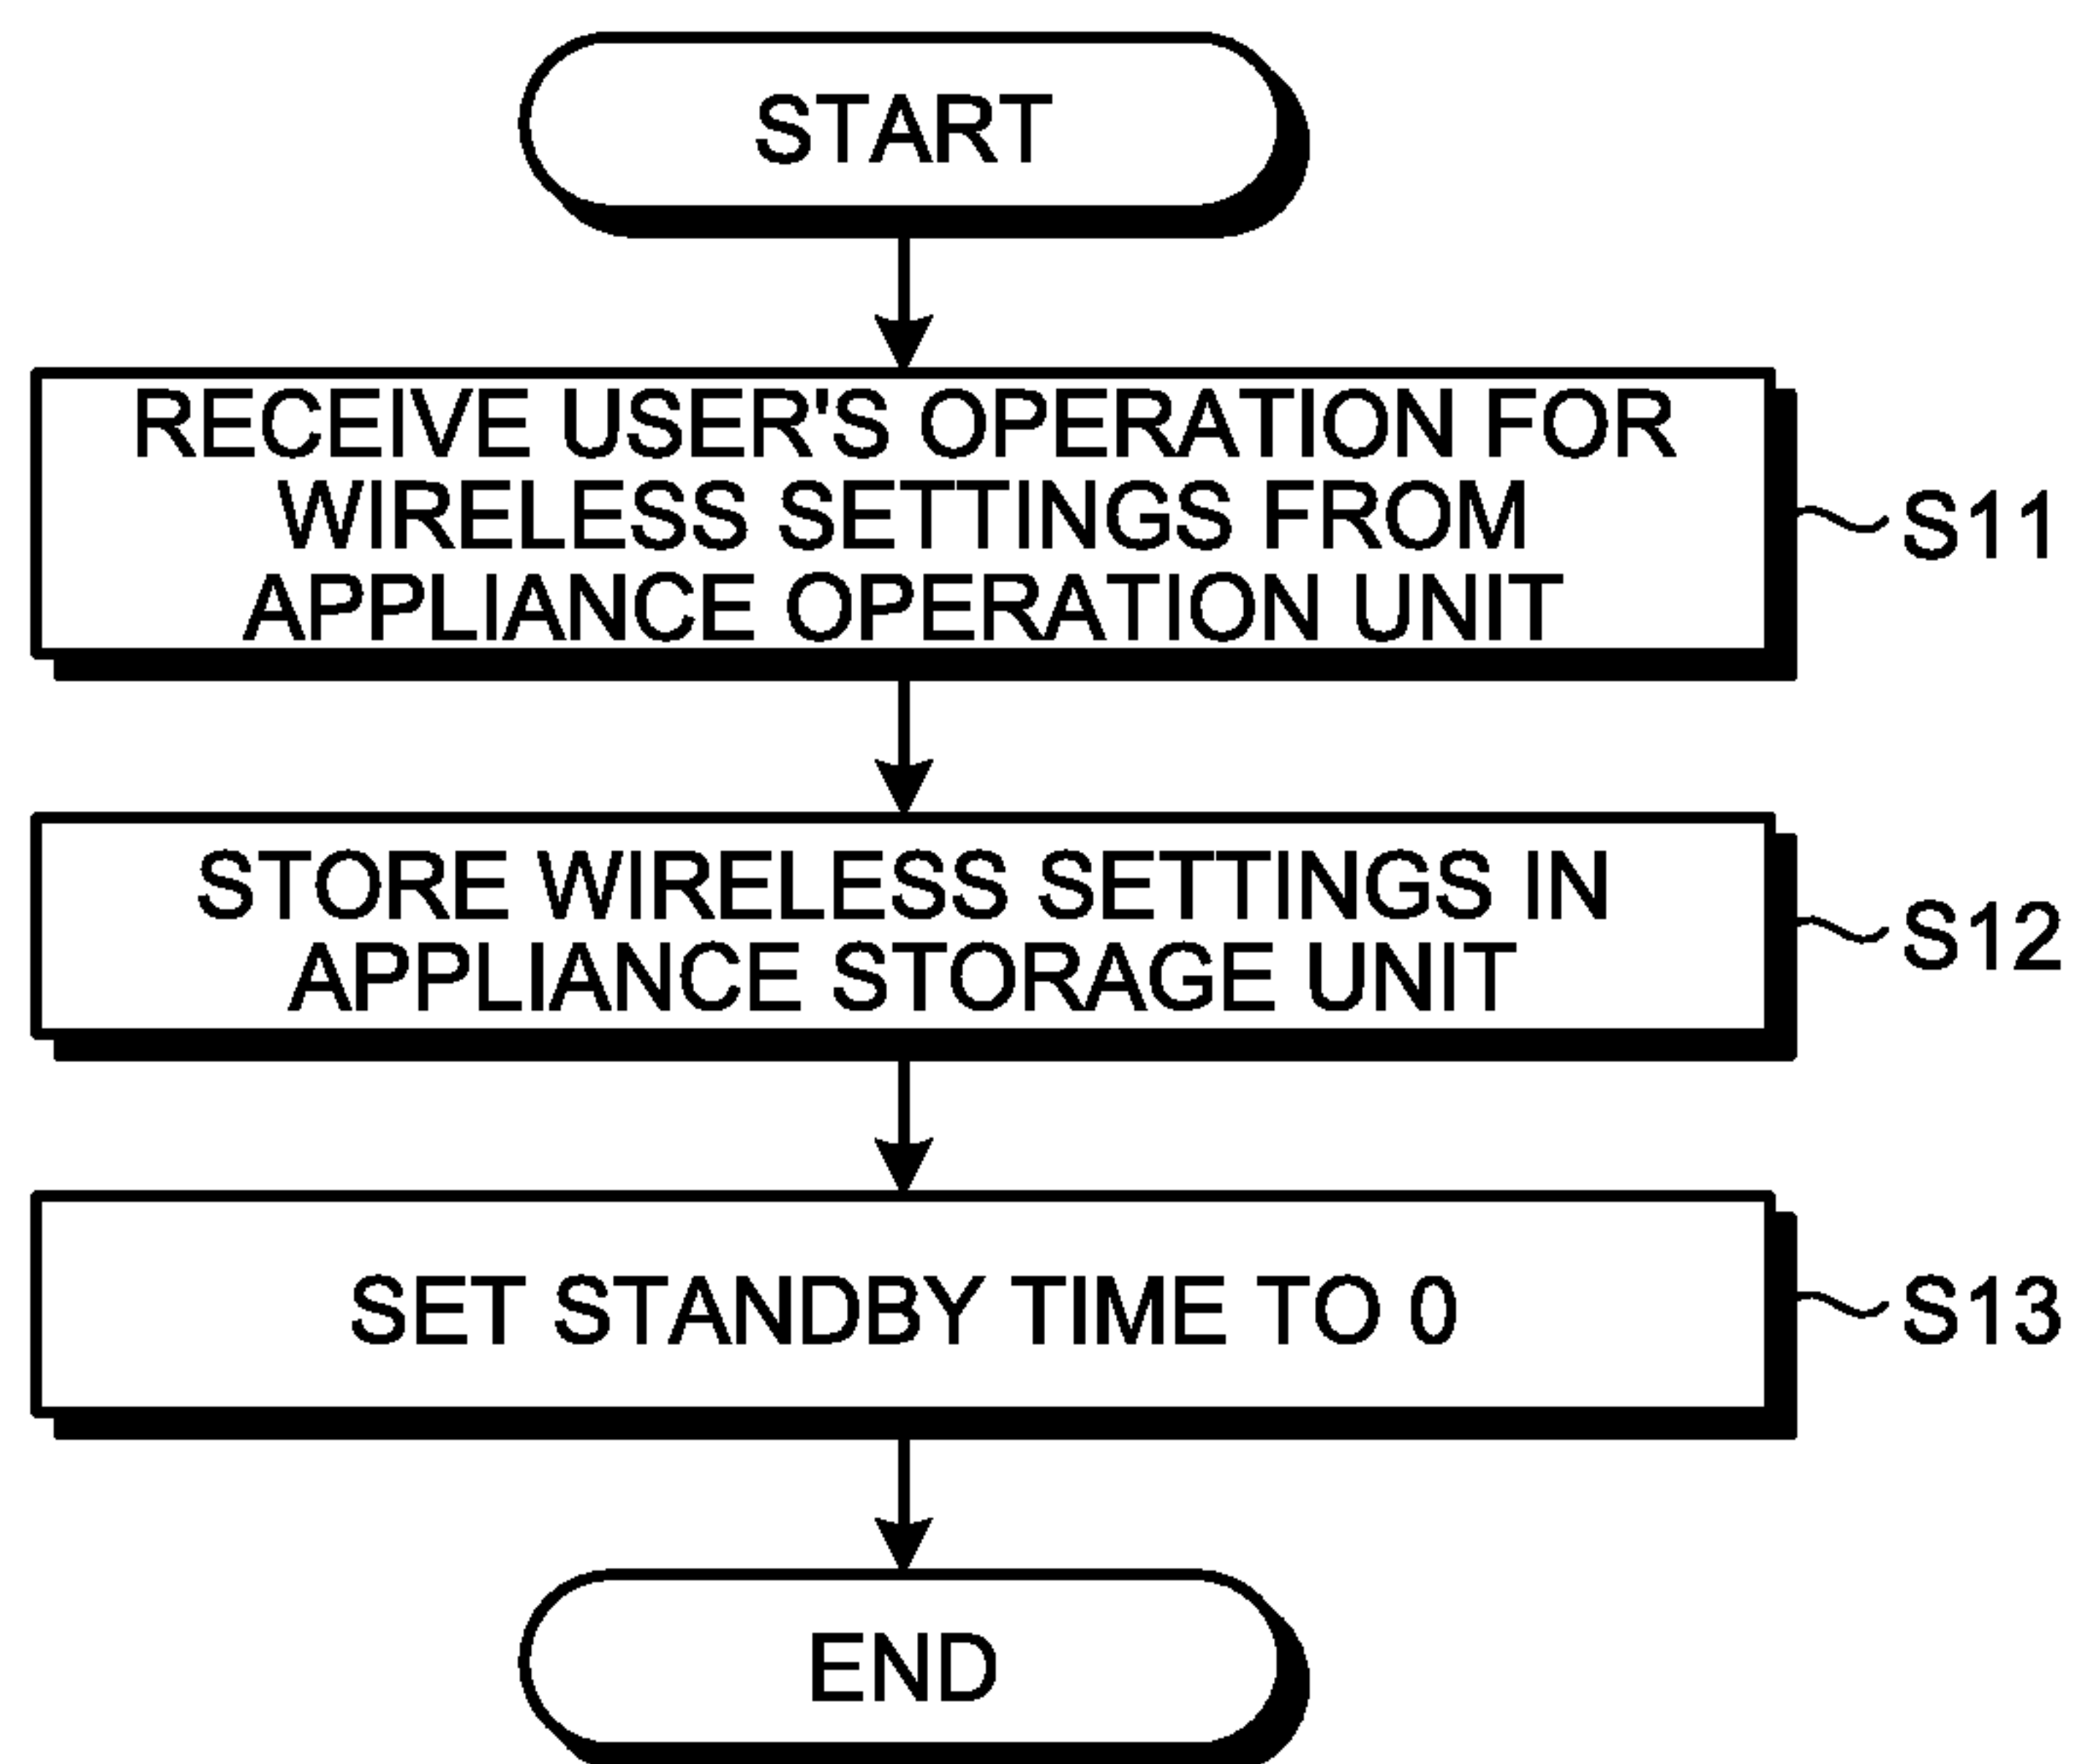 START
RECEIVE USER'S OPERATION FOR
WIRELESS SETTINGS FROM
APPLIANCE OPERATION UNIT
S11
STORE WIRELESS SETTINGS IN
APPLIANCE STORAGE UNIT
S12
SET STANDBY TIME TO 0
S13
END